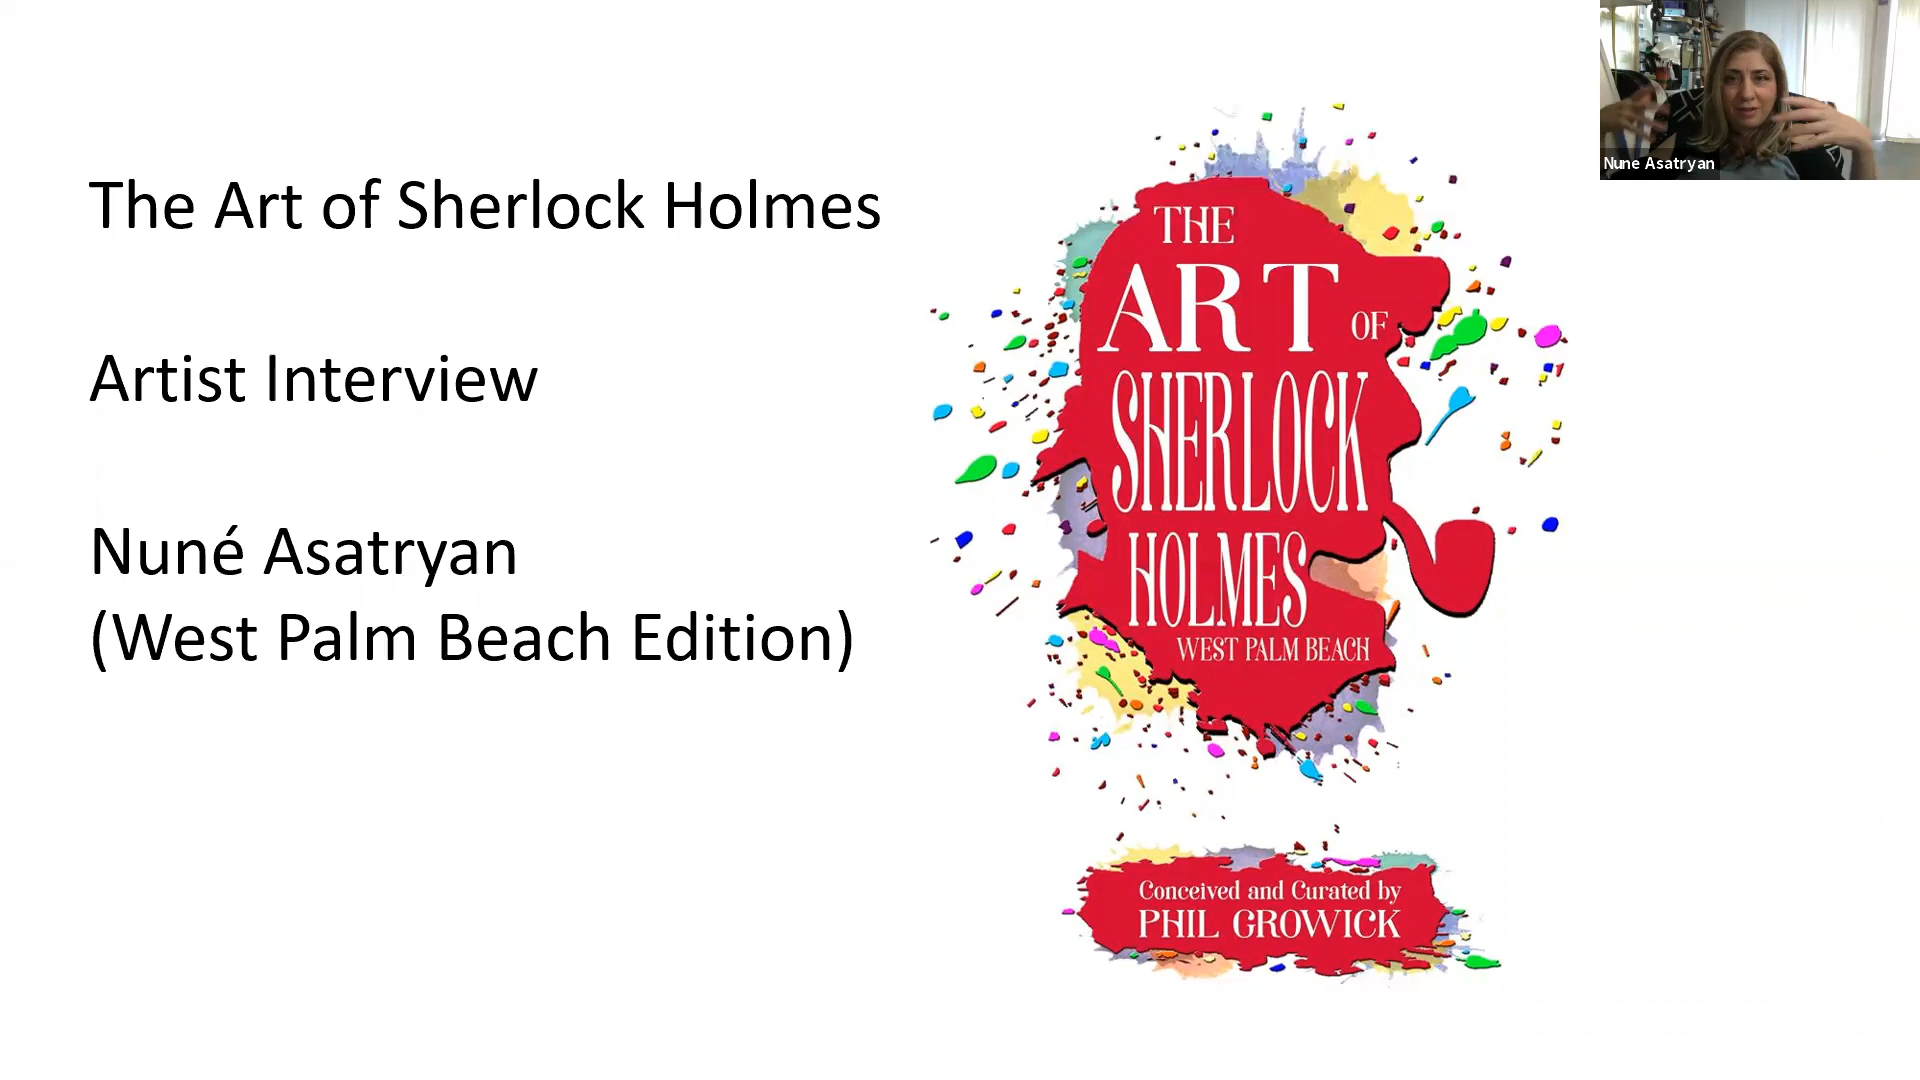 The Art of Sherlock Holmes
Artist Interview
Nuné Asatryan
(West Palm Beach Edition)
THE
ART OF
SHERLOCK
HOLMES
WEST PALM BEACH
Conceived and Curated by
PHIL GROWICK
Nune Asatryan